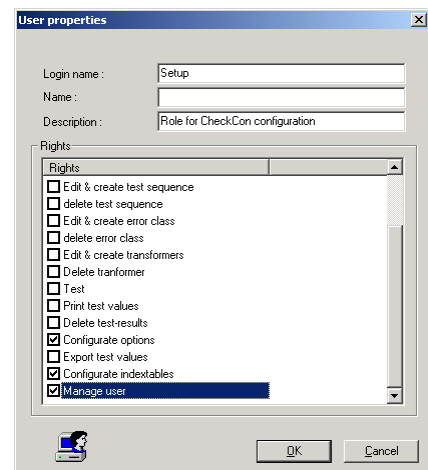 User properties
Login name : Setup
Name :
Description : Role for CheckCon configuration
Rights
Rights
Edit & create test sequence
delete test sequence
Edit & create error class
delete error class
Edit & create transformers
Delete tranformer
Test
Print test values
Delete test-results
Configurate options
Export test values
Configurate indextables
Manage user
OK Cancel